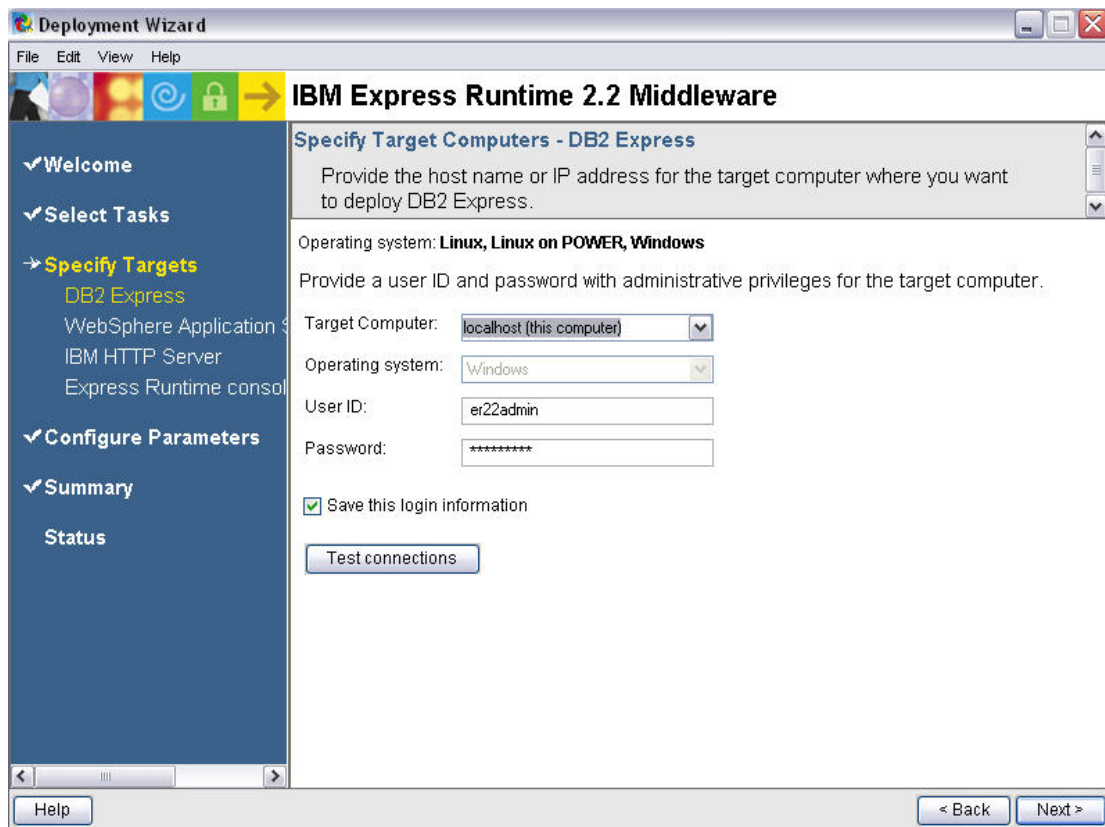 Deployment Wizard
File Edit View Help
IBM Express Runtime 2.2 Middleware
Welcome
Select Tasks
Specify Targets
DB2 Express
WebSphere Application S
IBM HTTP Server
Express Runtime consol
Configure Parameters
Summary
Status
Specify Target Computers - DB2 Express
Provide the host name or IP address for the target computer where you want
to deploy DB2 Express.
Operating system: Linux, Linux on POWER, Windows
Provide a user ID and password with administrative privileges for the target computer.
Target Computer: localhost (this computer)
Operating system: Windows
User ID: er22admin
Password: *********
Save this login information
Test connections
Help
< Back
Next >